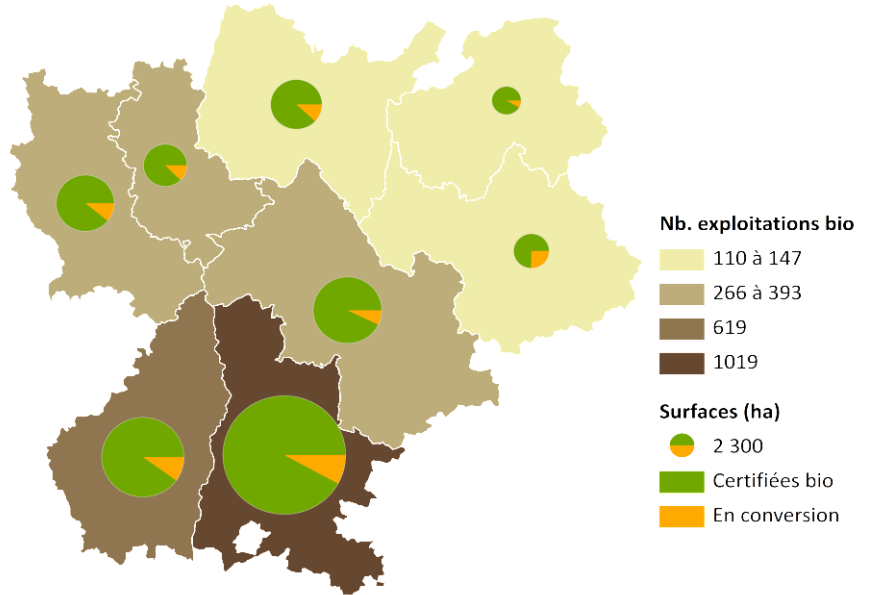 Nb. exploitations bio
110 à 147
266 à 393
619
1019
Surfaces (ha)
2 300
Certifiées bio
En conversion